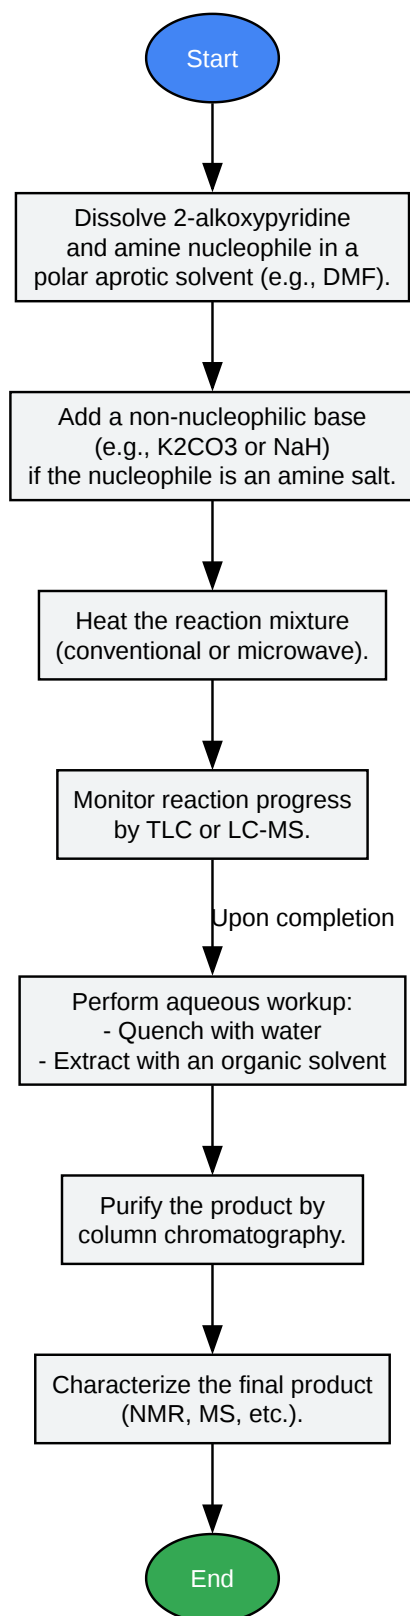 Start
Dissolve 2-alkoxypyridine
and amine nucleophile in a
polar aprotic solvent (e.g., DMF).
Add a non-nucleophilic base
(e.g., K2CO3 or NaH)
if the nucleophile is an amine salt.
Heat the reaction mixture
(conventional or microwave).
Monitor reaction progress
by TLC or LC-MS.
Upon completion
Perform aqueous workup:
- Quench with water
- Extract with an organic solvent
Purify the product by
column chromatography.
Characterize the final product
(NMR, MS, etc.).
End